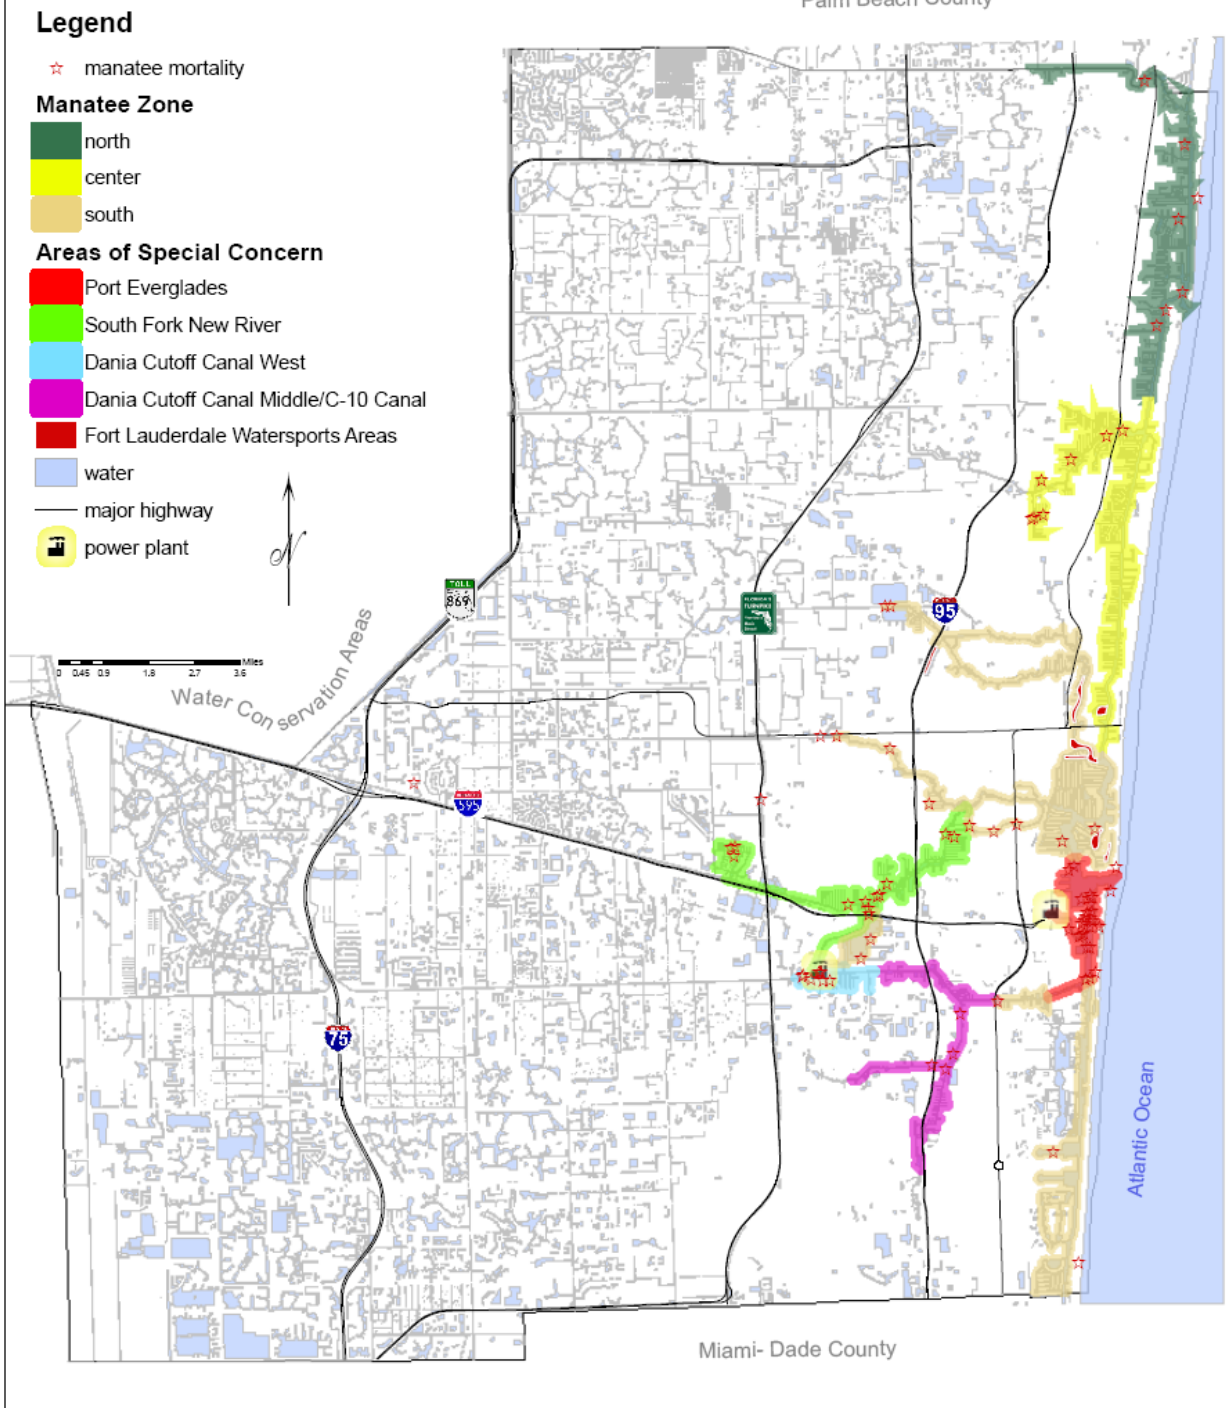 Palm Beach County
Legend
manatee mortality
Manatee Zone
north
center
south
Areas of Special Concern
Port Everglades
South Fork New River
Dania Cutoff Canal West
Dania Cutoff Canal Middle/C-10 Canal
Fort Lauderdale Watersports Areas
water
major highway
power plant
N
TOLL
869
95
0 0.45 0.9 1.8 2.7 3.6 Miles
Water Conservation Areas
595
75
Atlantic Ocean
Miami- Dade County